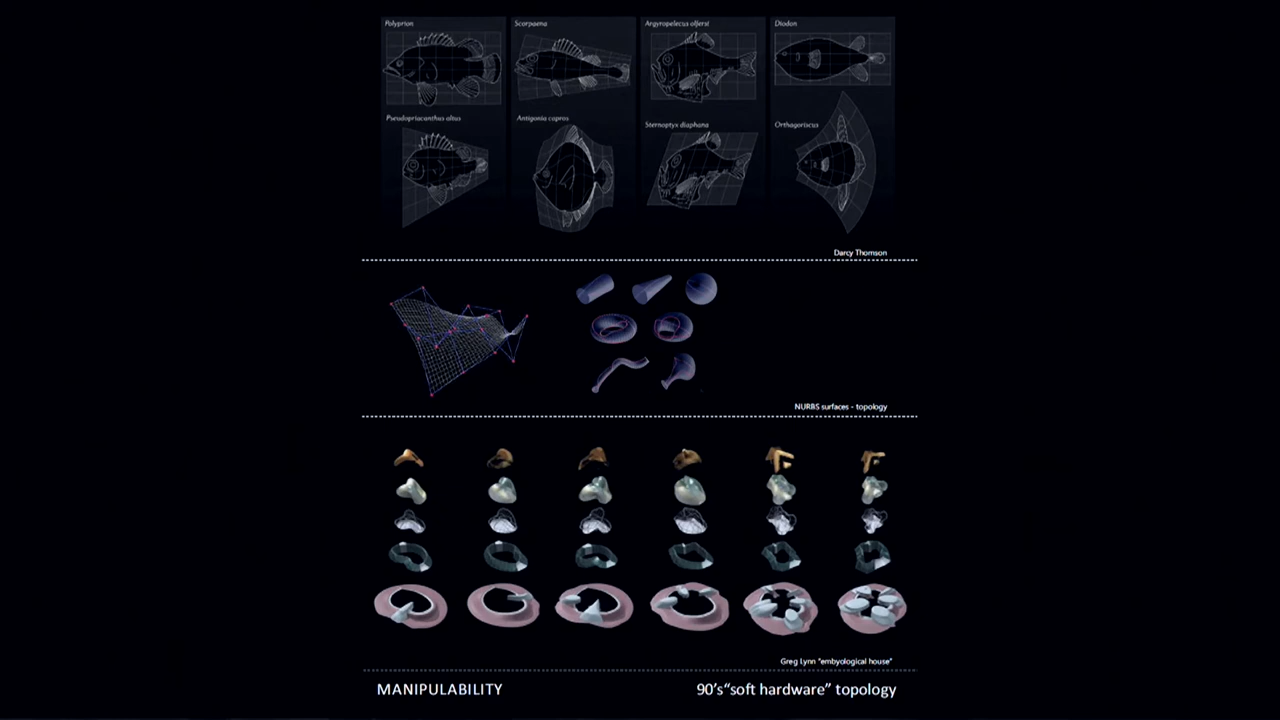 Polyprion
Scorpaena
Argyropelecus olfersi
Diodon
Pseudopriacanthus altus
Antigonia capros
Sternoptyx diaphana
Orthagoriscus
Darcy Thomson
NURBS surfaces - topology
Greg Lynn "embyological house"
MANIPULABILITY
90's"soft hardware" topology